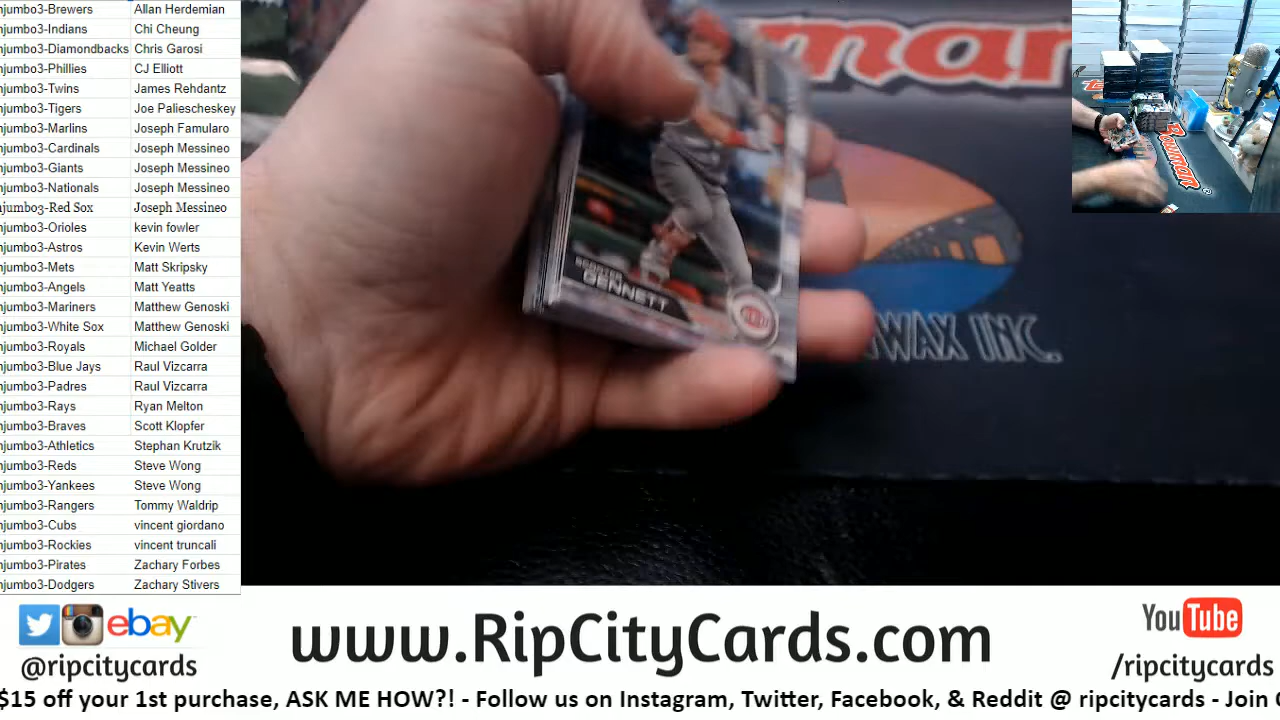 njumbo3-Brewers Allan Herdemian
njumbo3-Indians Chi Cheung
njumbo3-Diamondbacks Chris Garosi
njumbo3-Phillies CJ Elliott
njumbo3-Twins James Rehdantz
njumbo3-Tigers Joe Paliescheskey
njumbo3-Marlins Joseph Famularo
njumbo3-Cardinals Joseph Messineo
njumbo3-Giants Joseph Messineo
njumbo3-Nationals Joseph Messineo
njumbo3-Red Sox Joseph Messineo
njumbo3-Orioles kevin fowler
njumbo3-Astros Kevin Werts
njumbo3-Mets Matt Skripsky
njumbo3-Angels Matt Yeatts
njumbo3-Mariners Matthew Genoski
njumbo3-White Sox Matthew Genoski
njumbo3-Royals Michael Golder
njumbo3-Blue Jays Raul Vizcarra
njumbo3-Padres Raul Vizcarra
njumbo3-Rays Ryan Melton
njumbo3-Braves Scott Klopfer
njumbo3-Athletics Stephan Krutzik
njumbo3-Reds Steve Wong
njumbo3-Yankees Steve Wong
njumbo3-Rangers Tommy Waldrip
njumbo3-Cubs vincent giordano
njumbo3-Rockies vincent truncali
njumbo3-Pirates Zachary Forbes
njumbo3-Dodgers Zachary Stivers
man
GENNETT
WAX INC.
Bowman
ebay
@ripcitycards
www.RipCityCards.com
YouTube
/ripcitycards
$15 off your 1st purchase, ASK ME HOW?! - Follow us on Instagram, Twitter, Facebook, & Reddit @ ripcitycards - Join